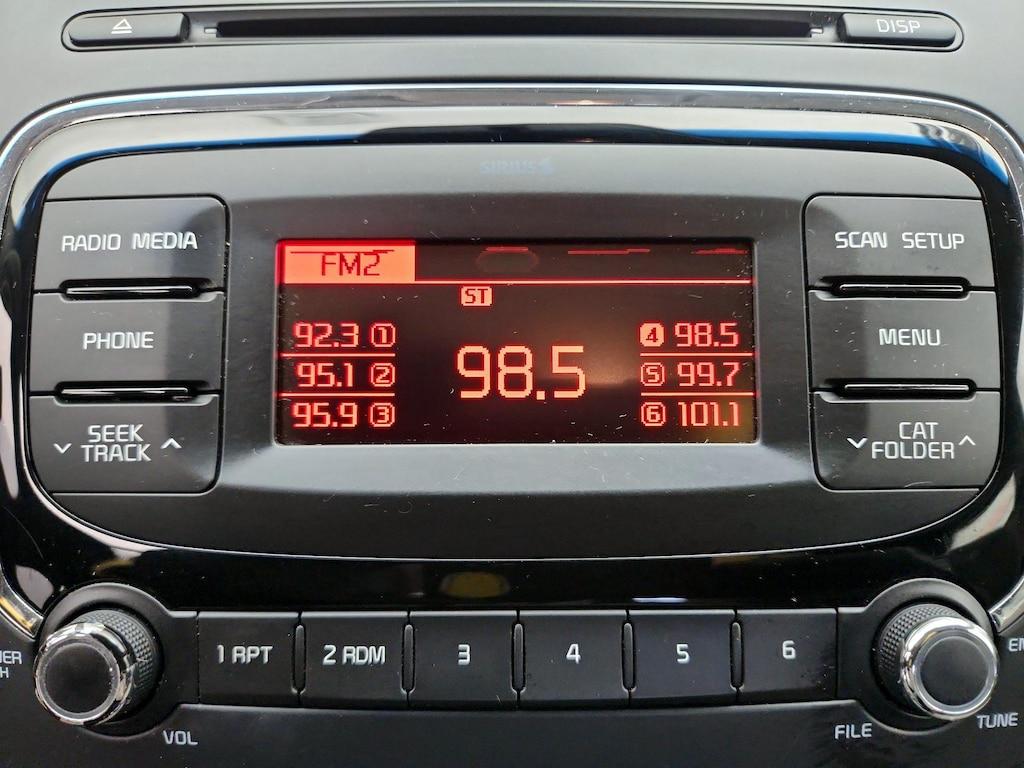 DISP
SIRIUS
RADIO MEDIA
SCAN SETUP
FM2
ST
PHONE
MENU
92.3 1
4 98.5
98.5
95.1 2
5 99.7
95.9 3
6 101.1
SEEK
TRACK
CAT
FOLDER
1 RPT
2 RDM
3
4
5
6
VOL
FILE
TUNE